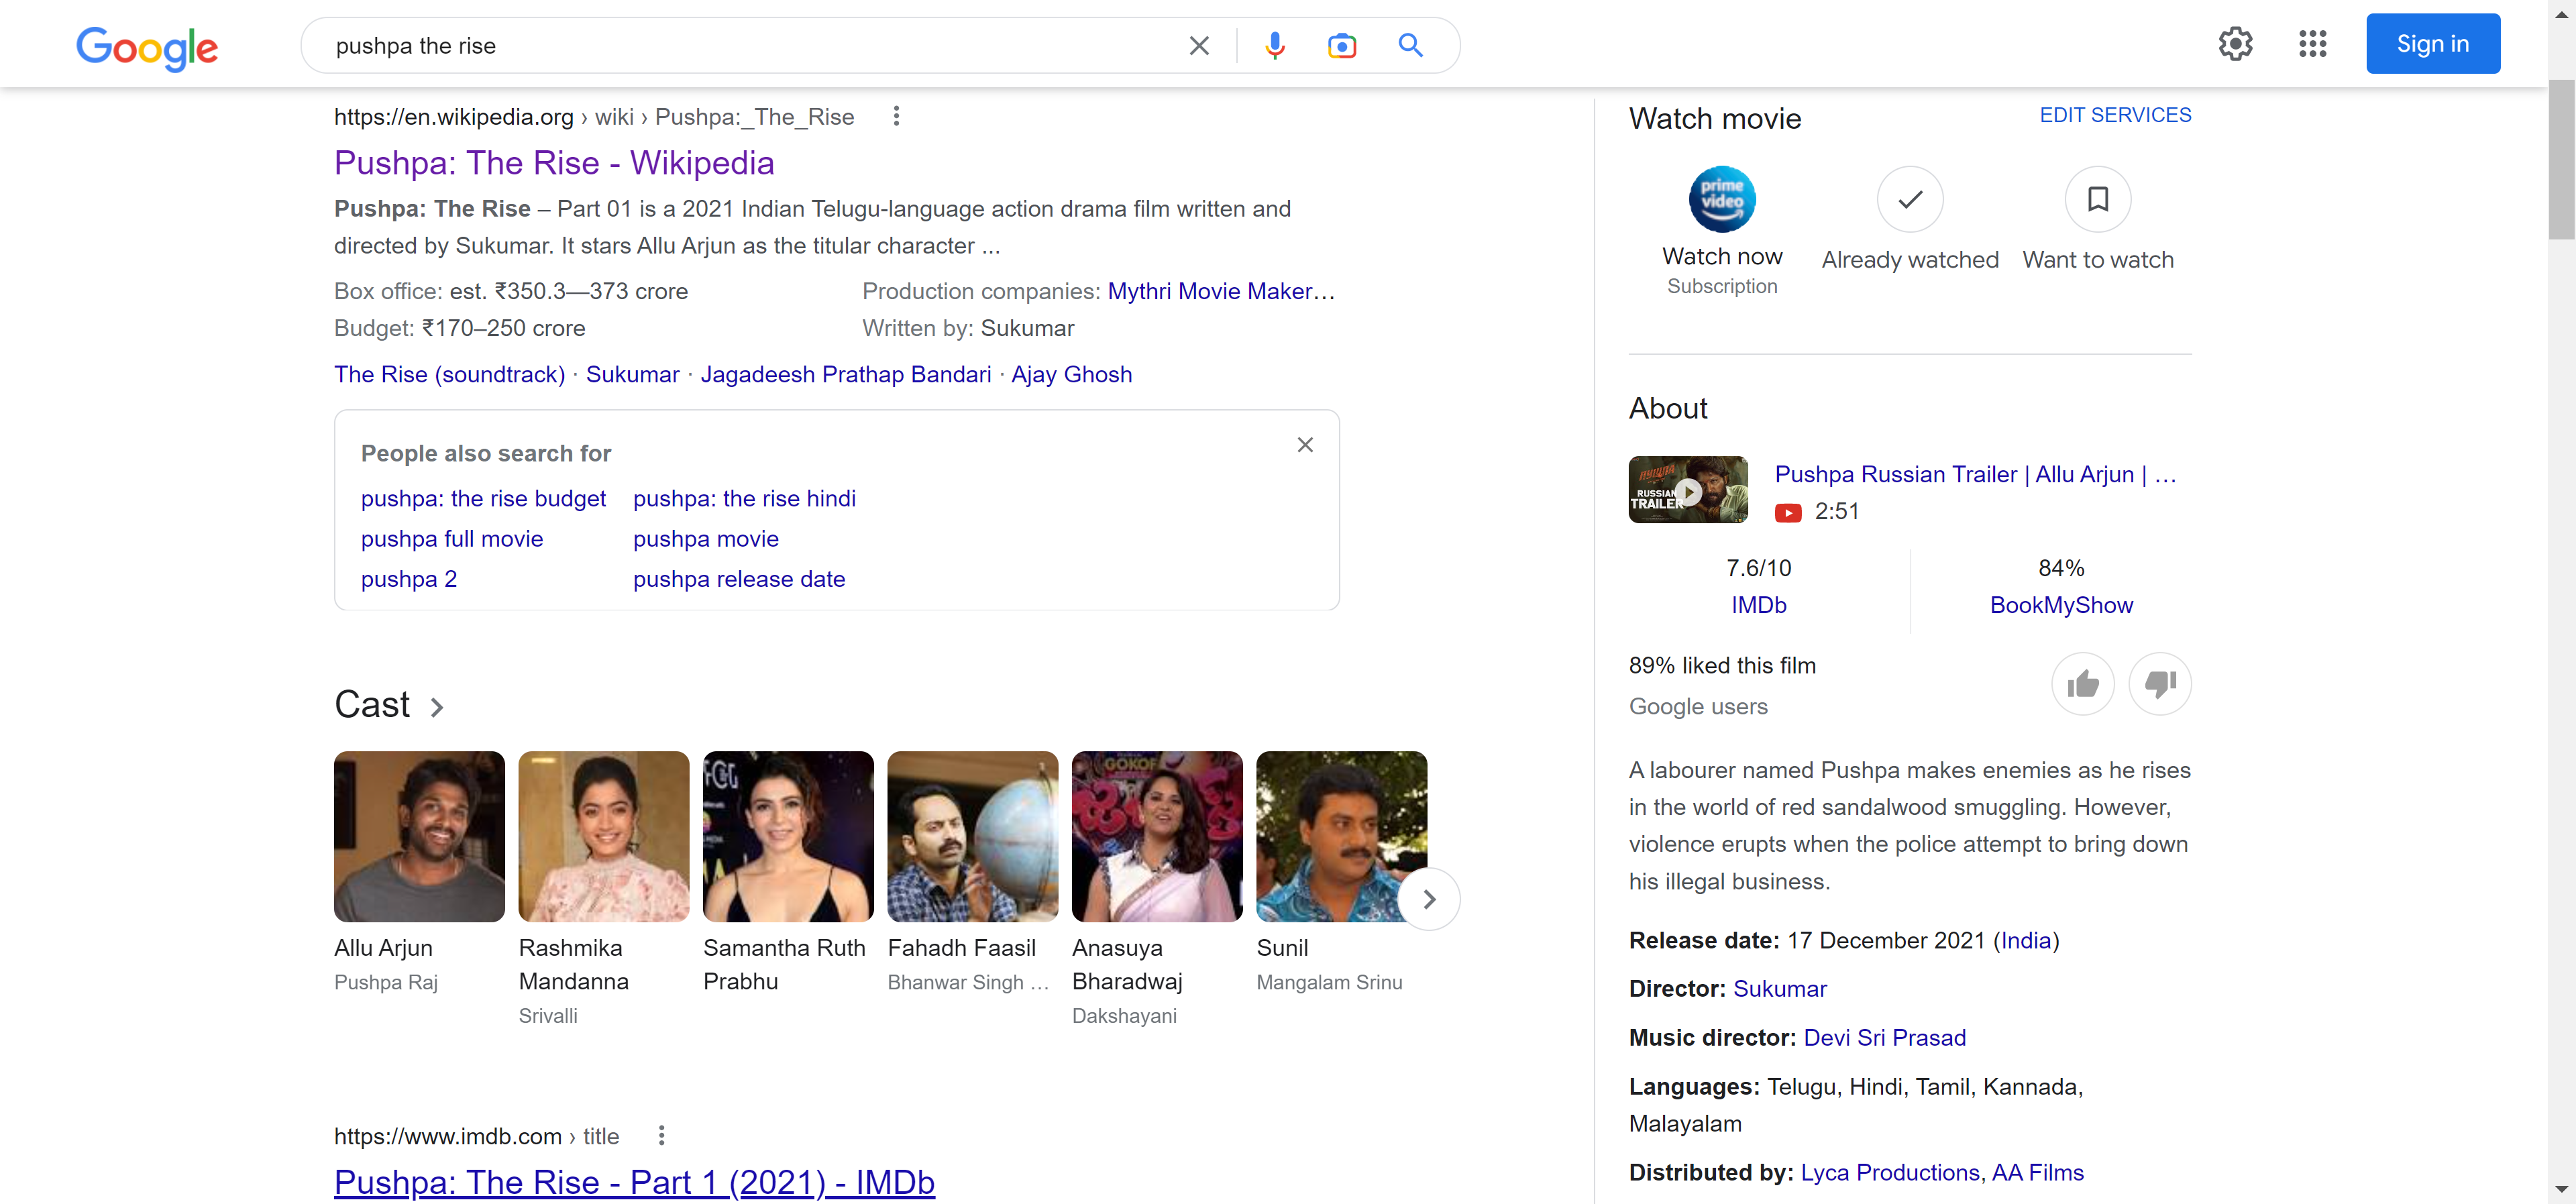 Google
pushpa the rise
Sign in
https://en.wikipedia.org › wiki › Pushpa:_The_Rise
Pushpa: The Rise - Wikipedia
Pushpa: The Rise – Part 01 is a 2021 Indian Telugu-language action drama film written and
directed by Sukumar. It stars Allu Arjun as the titular character ...
Box office: est. ₹350.3—373 crore
Production companies: Mythri Movie Maker…
Budget: ₹170–250 crore
Written by: Sukumar
The Rise (soundtrack) · Sukumar · Jagadeesh Prathap Bandari · Ajay Ghosh
People also search for
pushpa: the rise budget
pushpa: the rise hindi
pushpa full movie
pushpa movie
pushpa 2
pushpa release date
Cast
GOKOF
Allu Arjun
Pushpa Raj
Rashmika
Mandanna
Srivalli
Samantha Ruth
Prabhu
Fahadh Faasil
Bhanwar Singh …
Anasuya
Bharadwaj
Dakshayani
Sunil
Mangalam Srinu
https://www.imdb.com › title
Pushpa: The Rise - Part 1 (2021) - IMDb
Watch movie
EDIT SERVICES
prime
video
Watch now
Subscription
Already watched
Want to watch
About
RUSSIAN
TRAILER
Pushpa Russian Trailer | Allu Arjun | …
2:51
7.6/10
IMDb
84%
BookMyShow
89% liked this film
Google users
A labourer named Pushpa makes enemies as he rises
in the world of red sandalwood smuggling. However,
violence erupts when the police attempt to bring down
his illegal business.
Release date: 17 December 2021 (India)
Director: Sukumar
Music director: Devi Sri Prasad
Languages: Telugu, Hindi, Tamil, Kannada,
Malayalam
Distributed by: Lyca Productions, AA Films